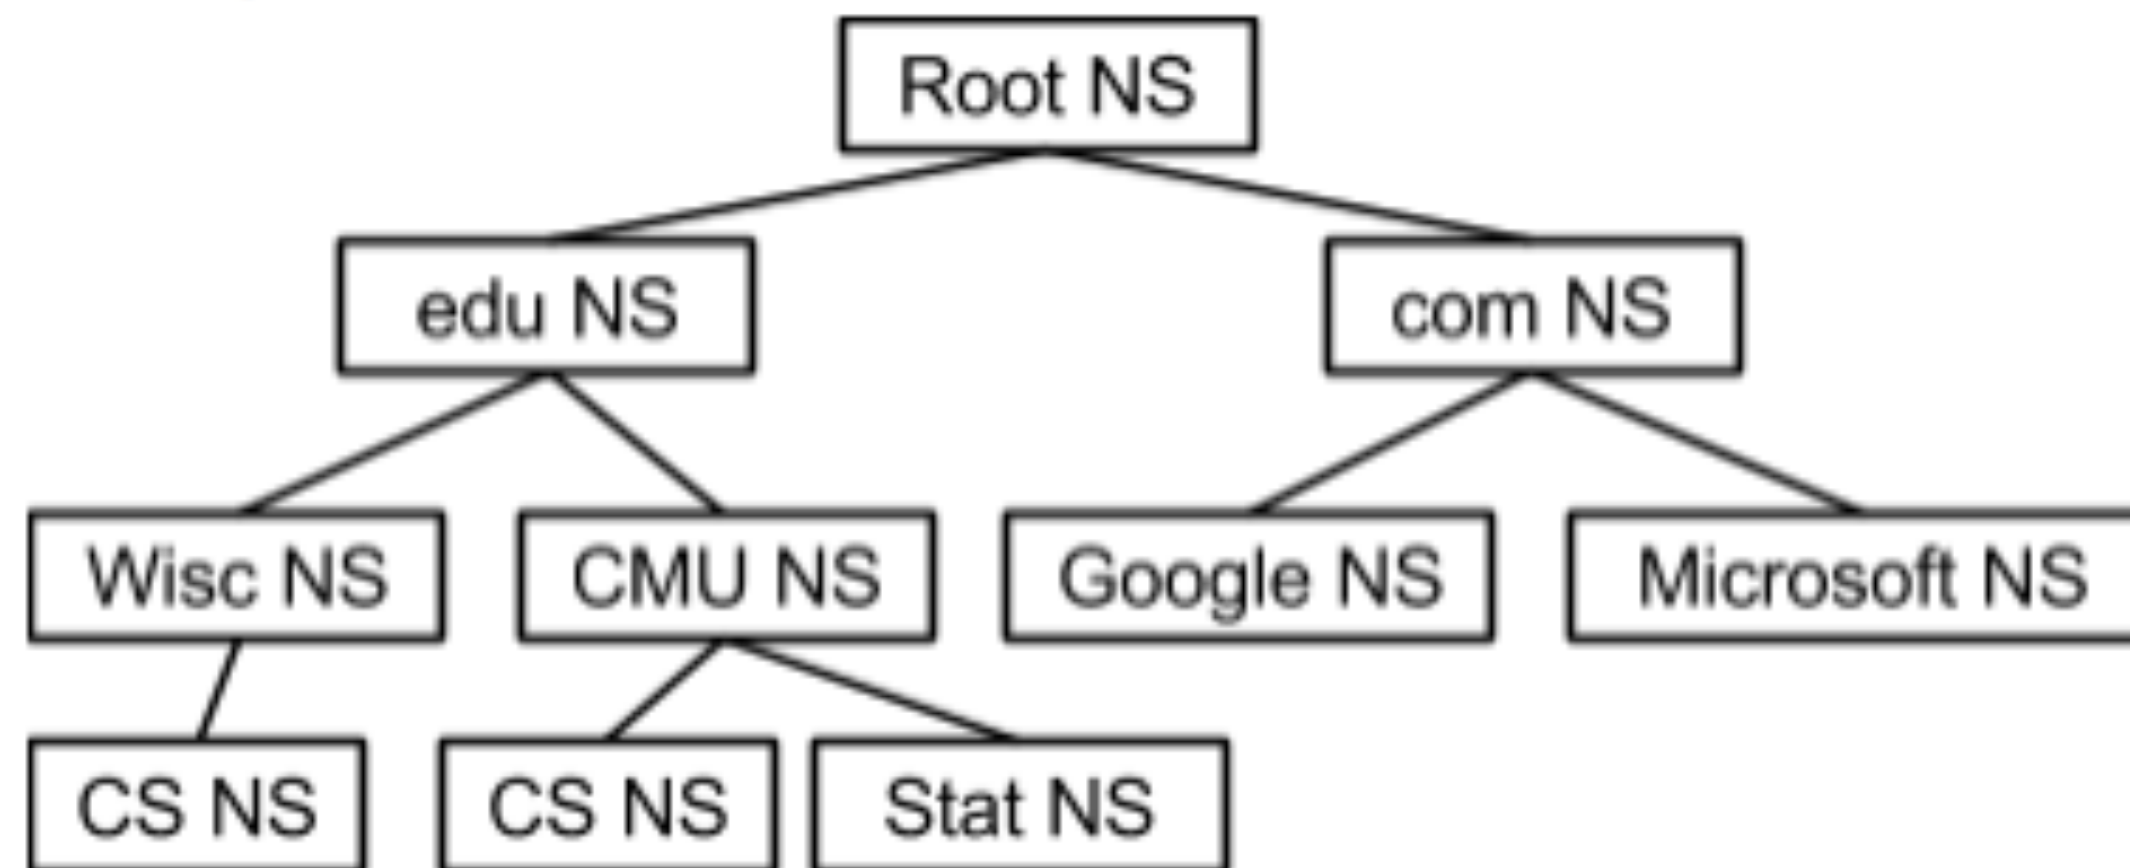 Root NS
edu NS
com NS
Wisc NS
CMU NS
Google NS
Microsoft NS
CS NS
CS NS
Stat NS